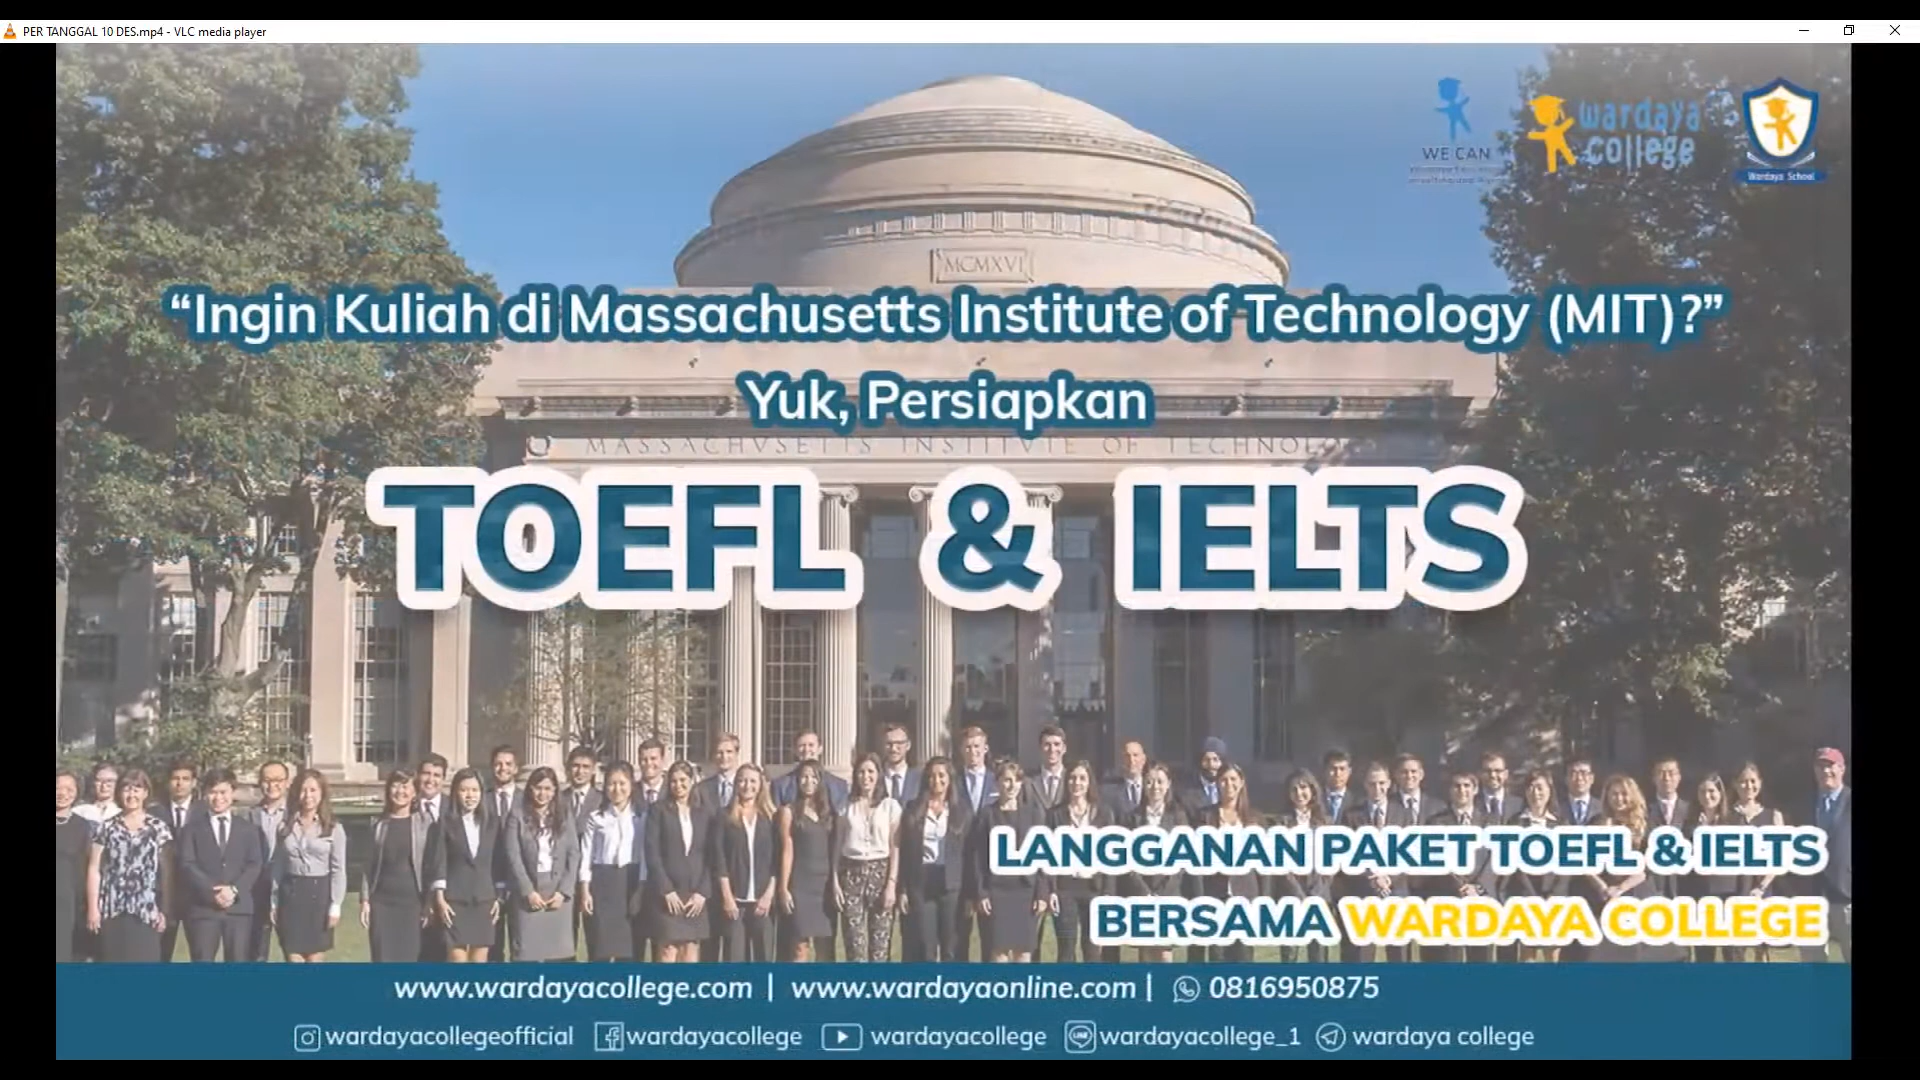 PER TANGGAL 10 DES.mp4 - VLC media player
WE CAN
wardaya
college
Wardaya School
MCMXVI
“Ingin Kuliah di Massachusetts Institute of Technology (MIT)?”
Yuk, Persiapkan
MASSACHVSETTS INSTITVTE OF TECHNOLO
TOEFL & IELTS
LANGGANAN PAKET TOEFL & IELTS
BERSAMA WARDAYA COLLEGE
www.wardayacollege.com | www.wardayaonline.com | 0816950875
wardayacollegeofficial wardayacollege wardayacollege LINE wardayacollege_1 wardaya college